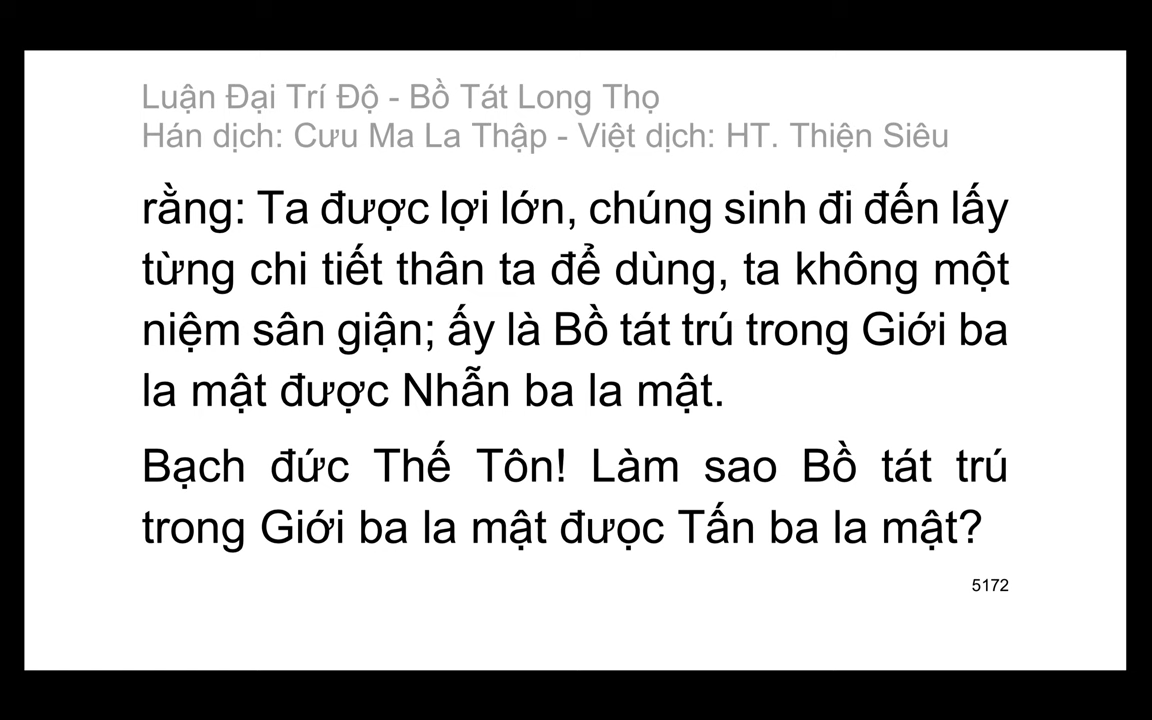 Luận Đại Trí Độ - Bồ Tát Long Thọ
Hán dịch: Cưu Ma La Thập - Việt dịch: HT. Thiện Siêu
rằng: Ta được lợi lớn, chúng sinh đi đến lấy
từng chi tiết thân ta để dùng, ta không một
niệm sân giận; ấy là Bồ tát trú trong Giới ba
la mật được Nhẫn ba la mật.
Bạch đức Thế Tôn! Làm sao Bồ tát trú
trong Giới ba la mật đưọc Tấn ba la mật?
5172